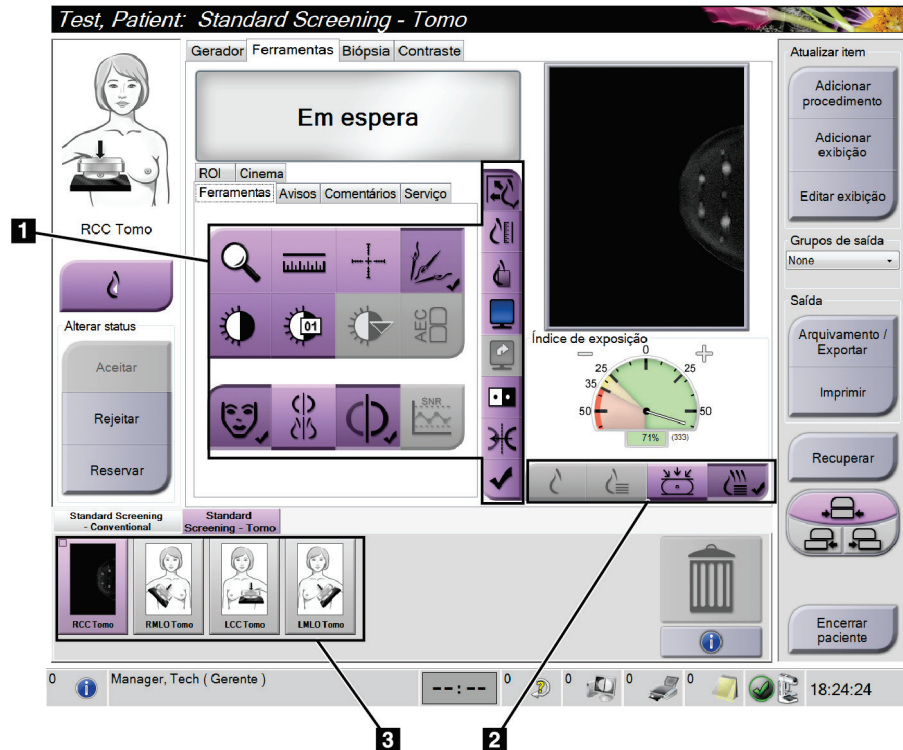 Test, Patient: Standard Screening - Tomo
Gerador Ferramentas Biópsia Contraste
Em espera
ROI Cinema
Ferramentas Avisos Comentários Serviço
1
RCC Tomo
01
AEC
SNR
Alterar status
Aceitar
Rejeitar
Reservar
Índice de exposição
0
25 25
35
50 50
71% (333)
Atualizar item
Adicionar
procedimento
Adicionar
exibição
Editar exibição
Grupos de saída
None
Saída
Arquivamento /
Exportar
Imprimir
Recuperar
Encerrar
paciente
Standard Screening
- Conventional
Standard
Screening - Tomo
RCC Tomo
RMLO Tomo
LCC Tomo
LMLO Tomo
0 Manager, Tech ( Gerente ) --:-- 0 0 0 0 18:24:24
3 2